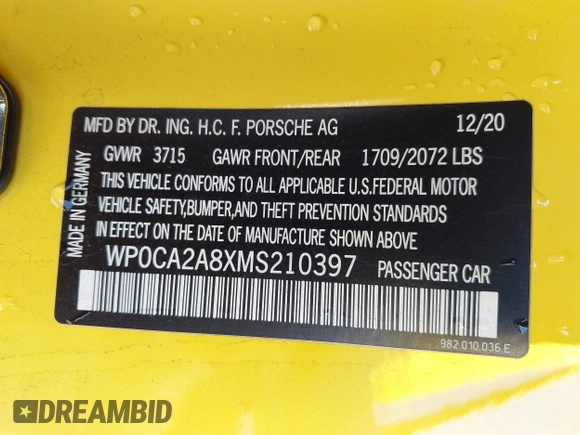 MFD BY DR. ING. H.C. F. PORSCHE AG 12/20
GVWR 3715 GAWR FRONT/REAR 1709/2072 LBS
THIS VEHICLE CONFORMS TO ALL APPLICABLE U.S.FEDERAL MOTOR
VEHICLE SAFETY,BUMPER,AND THEFT PREVENTION STANDARDS
IN EFFECT ON THE DATE OF MANUFACTURE SHOWN ABOVE
WP0CA2A8XMS210397 PASSENGER CAR
MADE IN GERMANY
982.010.036.E
DREAMBID